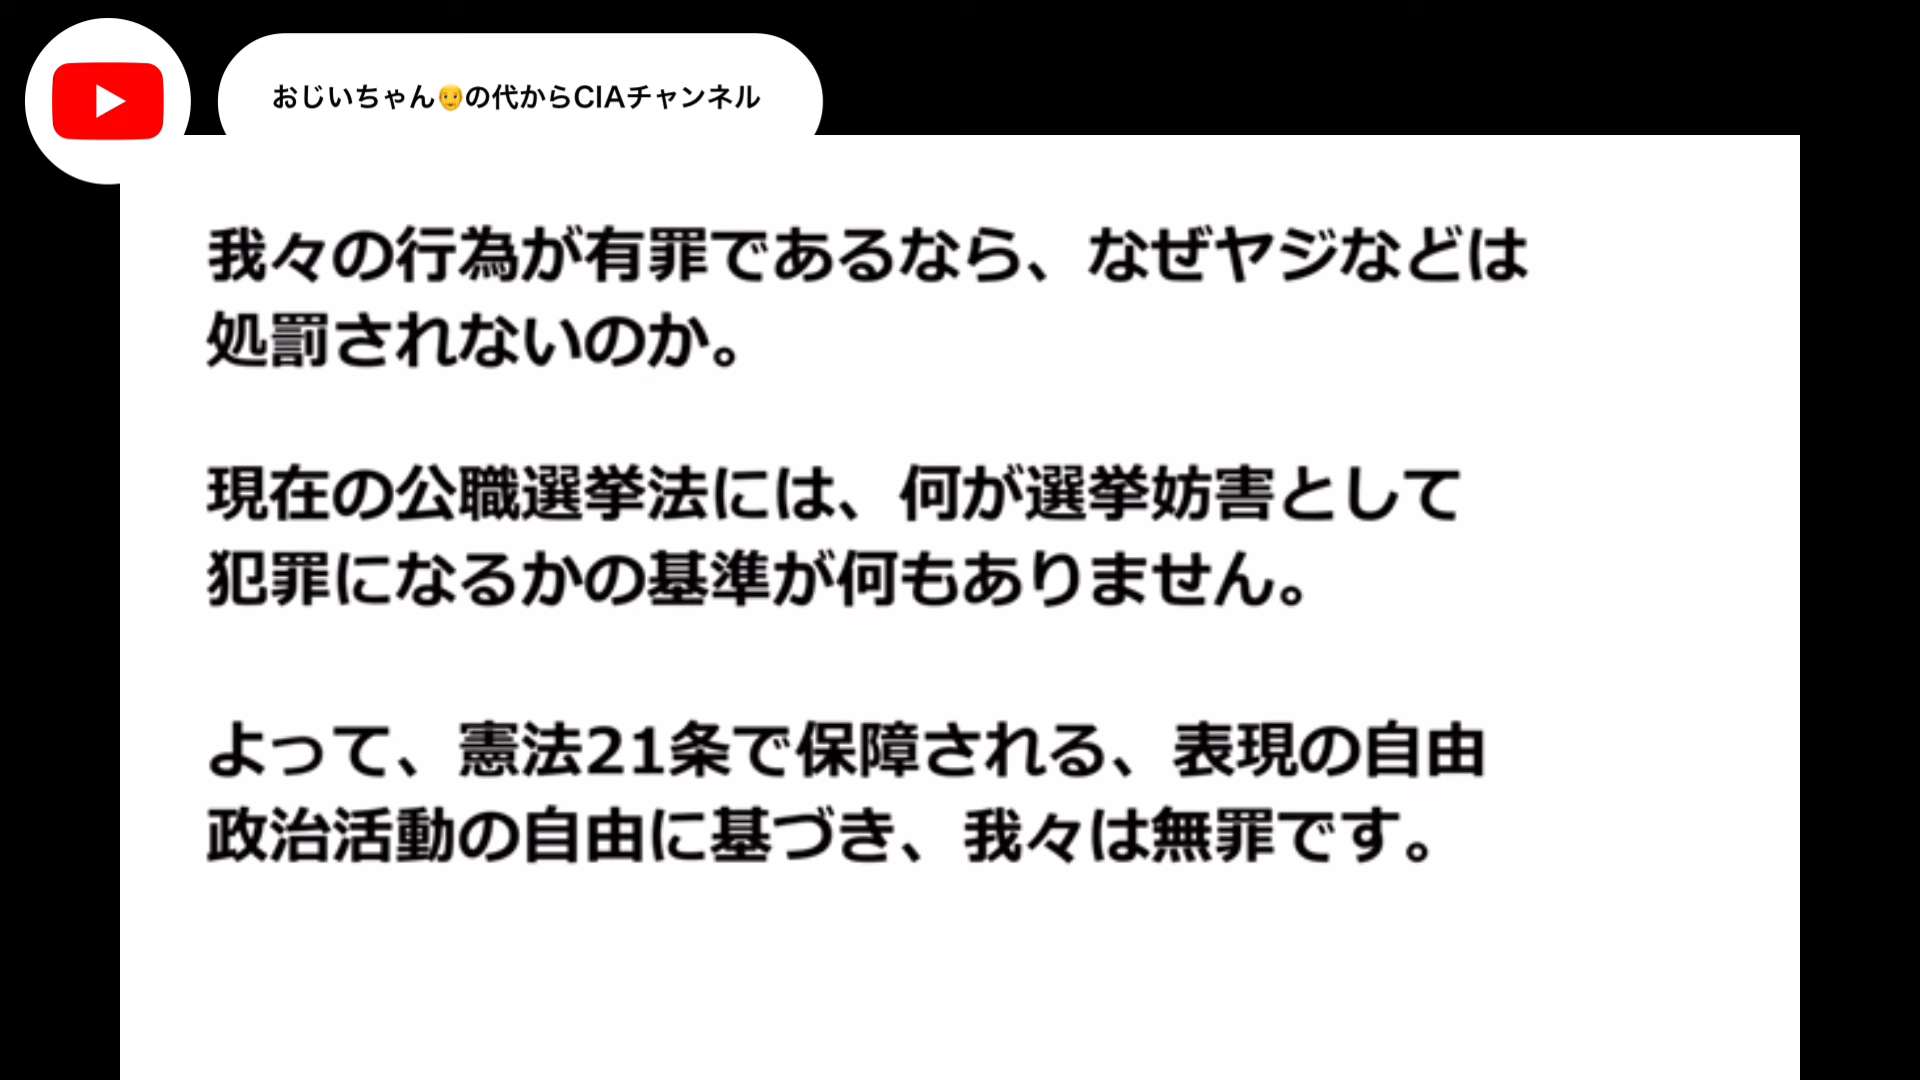 おじいちゃん👴の代からCIAチャンネル
我々の行為が有罪であるなら、なぜヤジなどは
処罰されないのか。
現在の公職選挙法には、何が選挙妨害として
犯罪になるかの基準が何もありません。
よって、憲法21条で保障される、表現の自由
政治活動の自由に基づき、我々は無罪です。